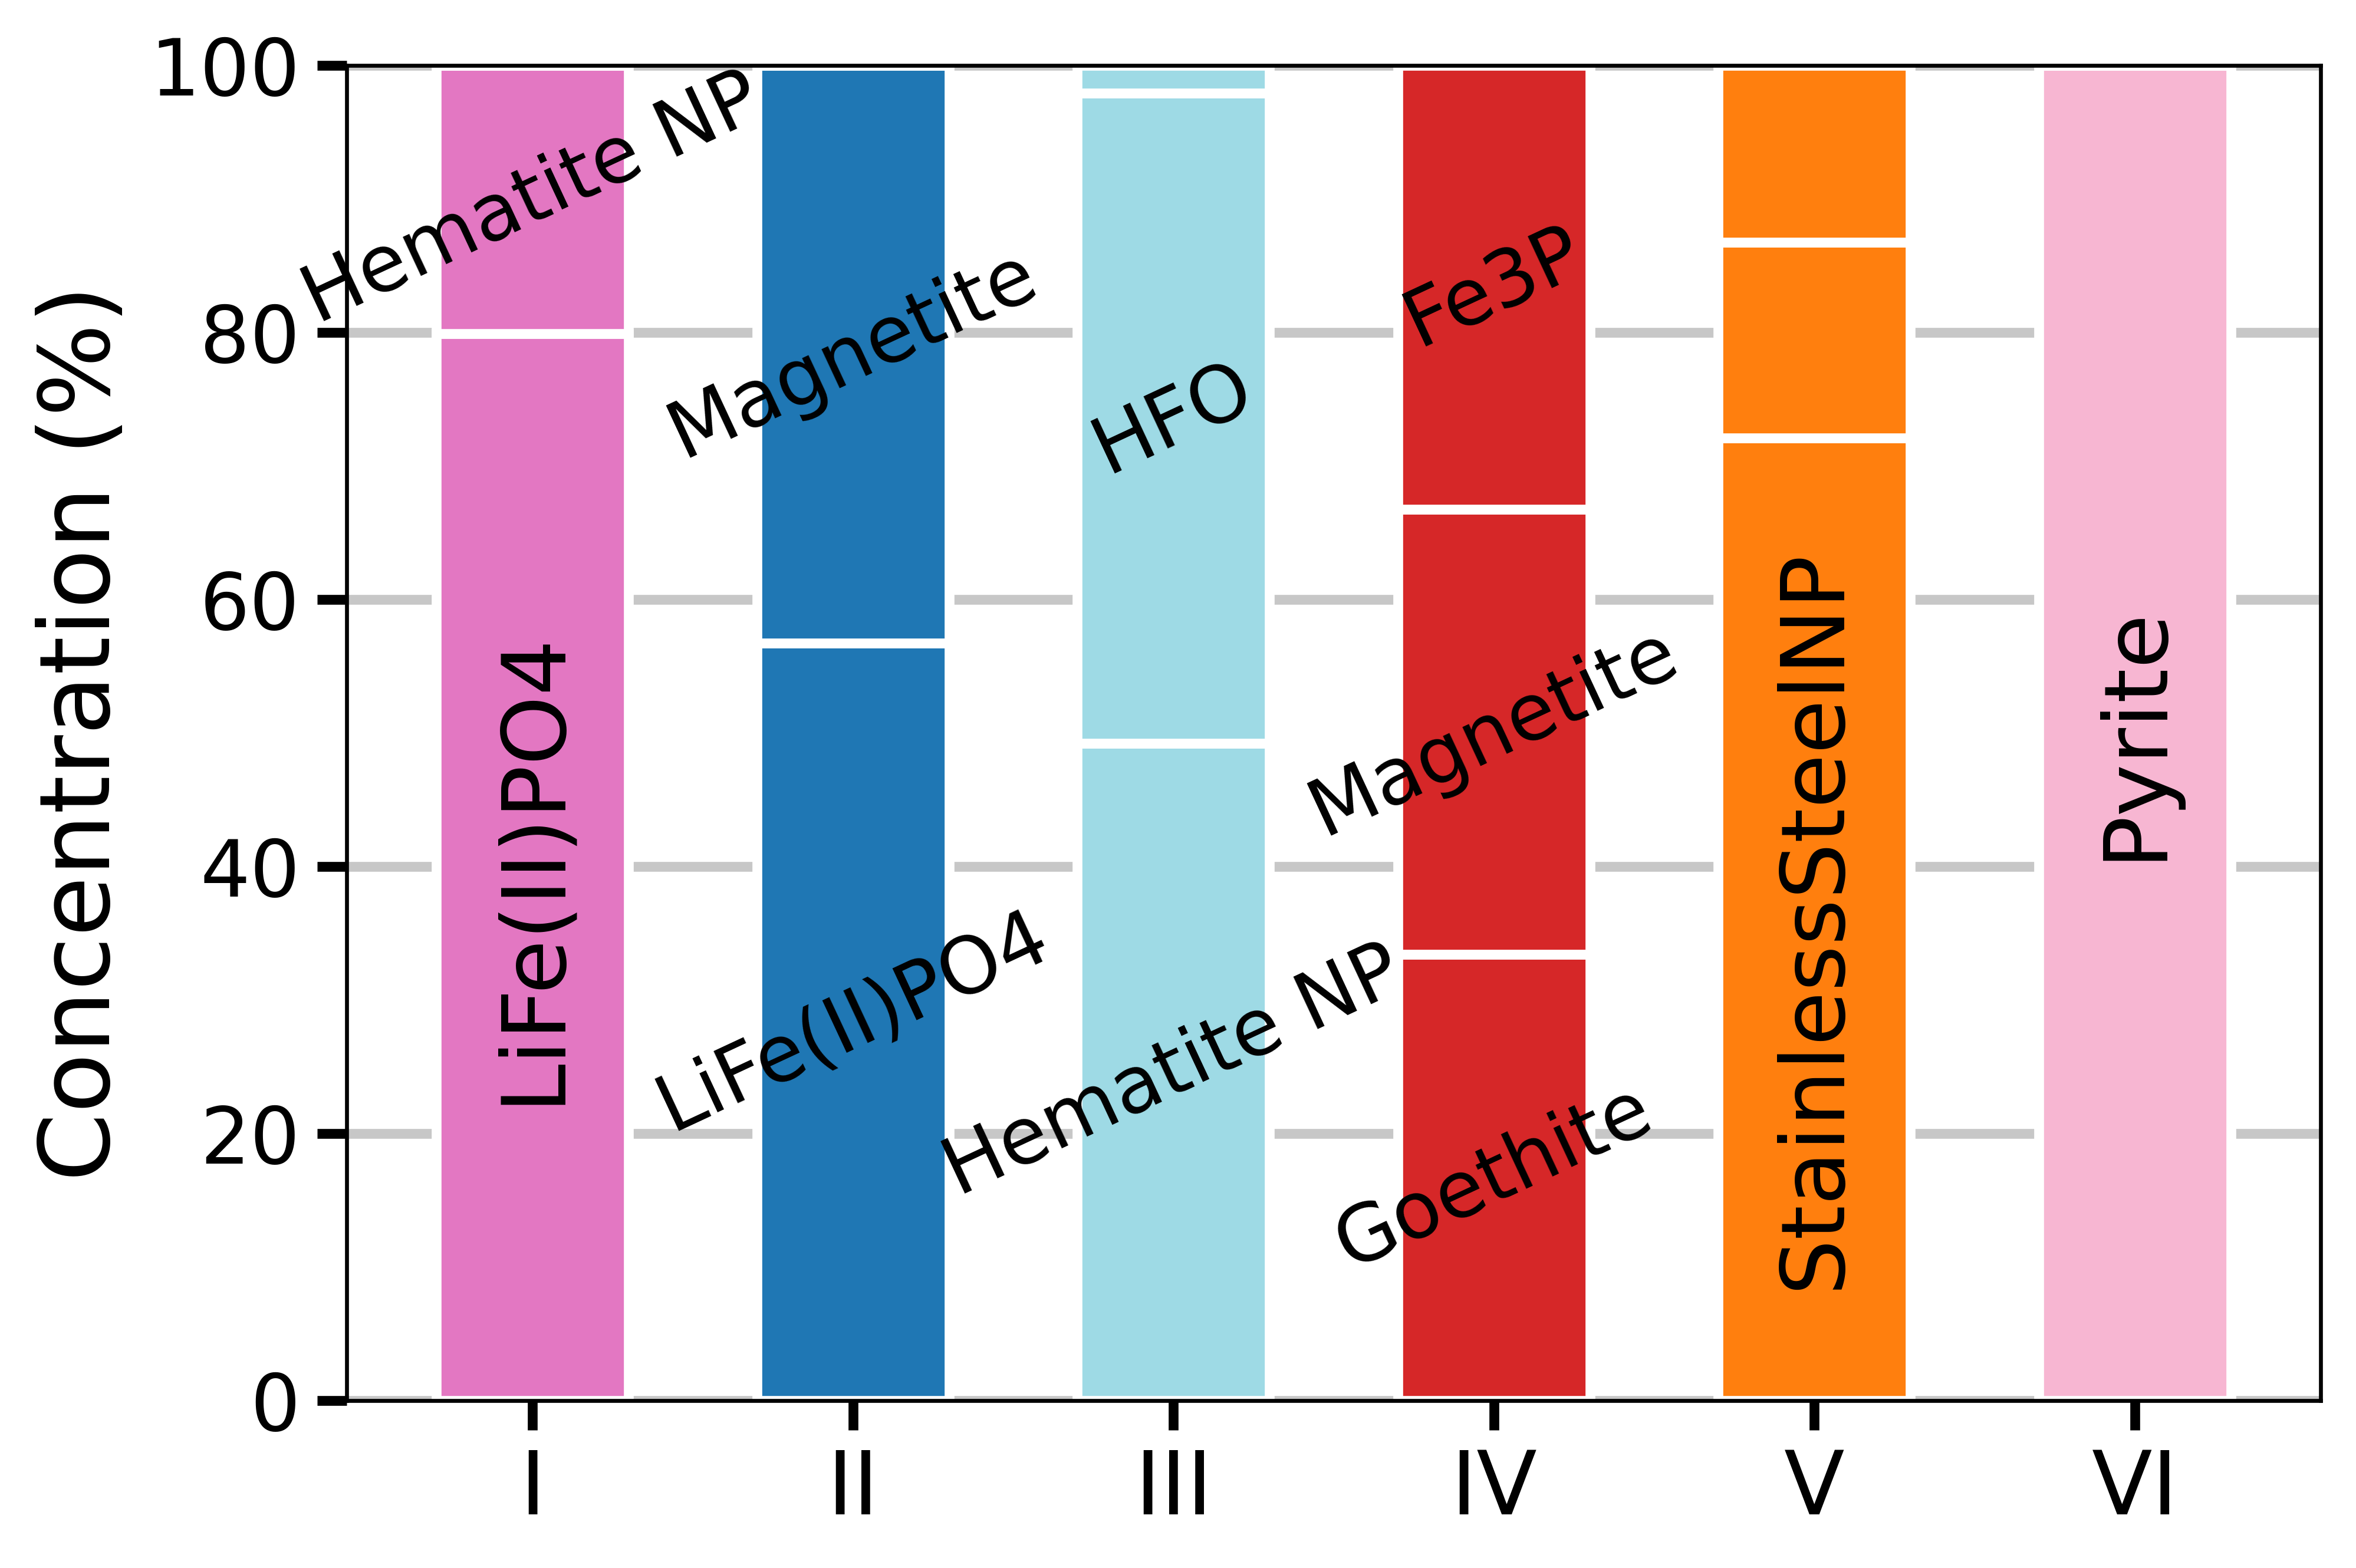 Concentration (%)
100
80
60
40
20
0
Hematite NP
LiFe(II)PO4
Magnetite
LiFe(II)PO4
HFO
Hematite NP
Fe3P
Magnetite
Goethite
StainlessSteelNP
Pyrite
I
II
III
IV
V
VI